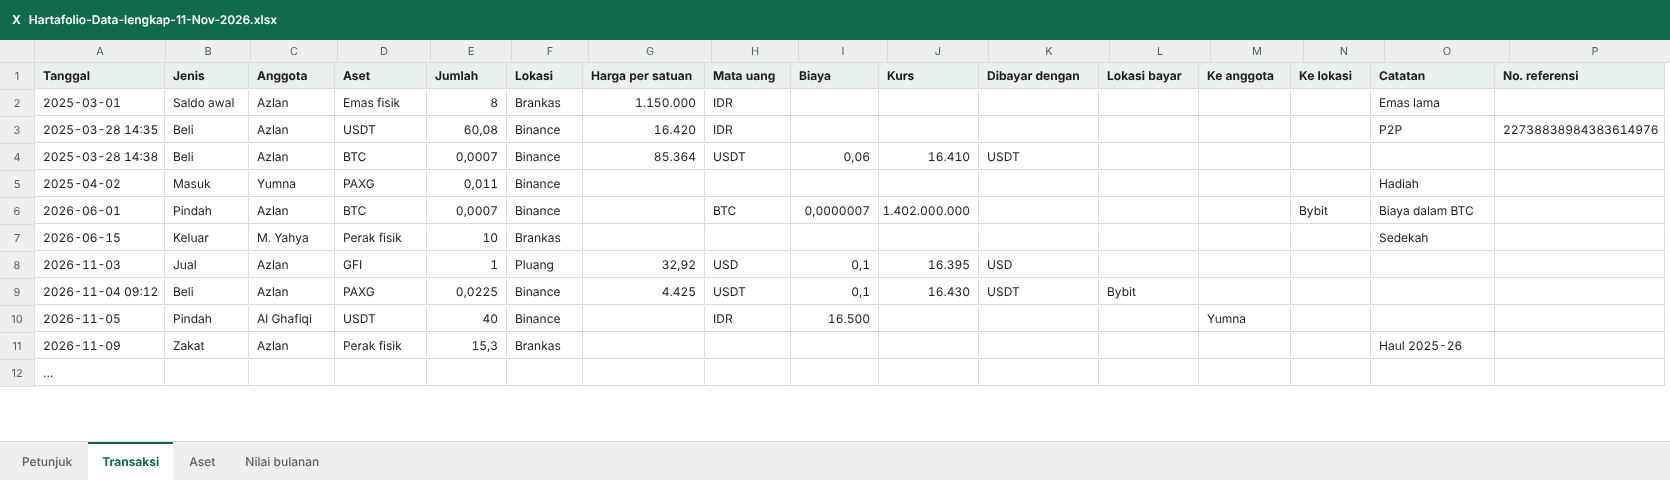 X Hartafolio-Data-lengkap-11-Nov-2026.xlsx
A B C D E F G H I J K L M N O P
1 Tanggal Jenis Anggota Aset Jumlah Lokasi Harga per satuan Mata uang Biaya Kurs Dibayar dengan Lokasi bayar Ke anggota Ke lokasi Catatan No. referensi
2 2025-03-01 Saldo awal Azlan Emas fisik 8 Brankas 1.150.000 IDR Emas lama
3 2025-03-28 14:35 Beli Azlan USDT 60,08 Binance 16.420 IDR P2P 22738838984383614976
4 2025-03-28 14:38 Beli Azlan BTC 0,0007 Binance 85.364 USDT 0,06 16.410 USDT
5 2025-04-02 Masuk Yumna PAXG 0,011 Binance Hadiah
6 2026-06-01 Pindah Azlan BTC 0,0007 Binance BTC 0,0000007 1.402.000.000 Bybit Biaya dalam BTC
7 2026-06-15 Keluar M. Yahya Perak fisik 10 Brankas Sedekah
8 2026-11-03 Jual Azlan GFI 1 Pluang 32,92 USD 0,1 16.395 USD
9 2026-11-04 09:12 Beli Azlan PAXG 0,0225 Binance 4.425 USDT 0,1 16.430 USDT Bybit
10 2026-11-05 Pindah Al Ghafiqi USDT 40 Binance IDR 16.500 Yumna
11 2026-11-09 Zakat Azlan Perak fisik 15,3 Brankas Haul 2025-26
12 ...
Petunjuk Transaksi Aset Nilai bulanan